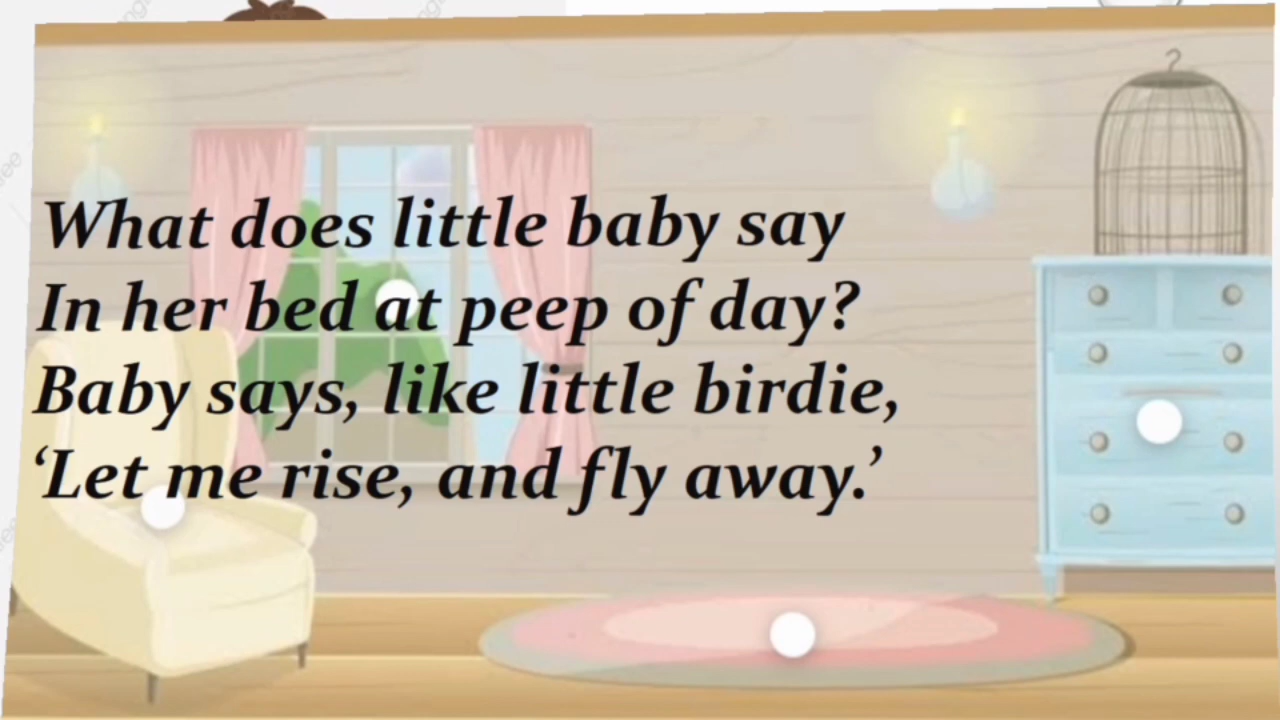 What does little baby say
In her bed at peep of day?
Baby says, like little birdie,
‘Let me rise, and fly away.’